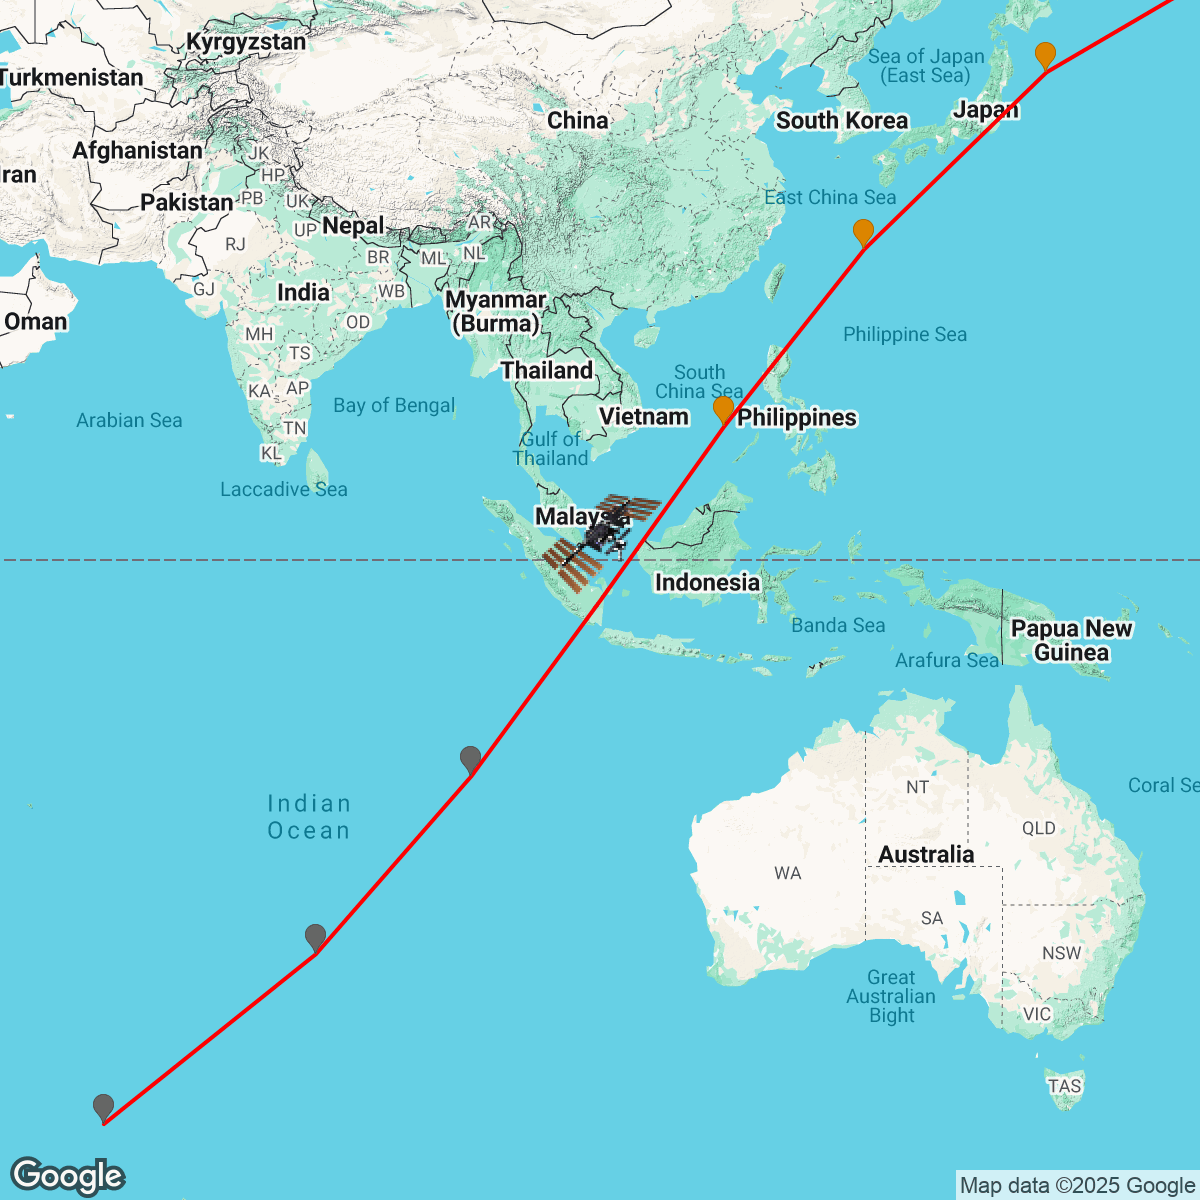 Kyrgyzstan
Turkmenistan
Sea of Japan
(East Sea)
Japan
China
South Korea
Afghanistan
JK
HP
Iran
Pakistan
PB
UK
East China Sea
Nepal
AR
UP
RJ
BR
ML
NL
GJ
India
WB
Myanmar
(Burma)
Oman
OD
MH
Philippine Sea
TS
Thailand
South
China Sea
KA
AP
Bay of Bengal
Arabian Sea
Vietnam
Philippines
TN
Gulf of
Thailand
KL
Laccadive Sea
Malaysia
Indonesia
Banda Sea
Papua New
Guinea
Arafura Sea
Coral Se
NT
Indian
Ocean
QLD
Australia
WA
SA
NSW
Great
Australian
Bight
VIC
TAS
Google
Map data ©2025 Google